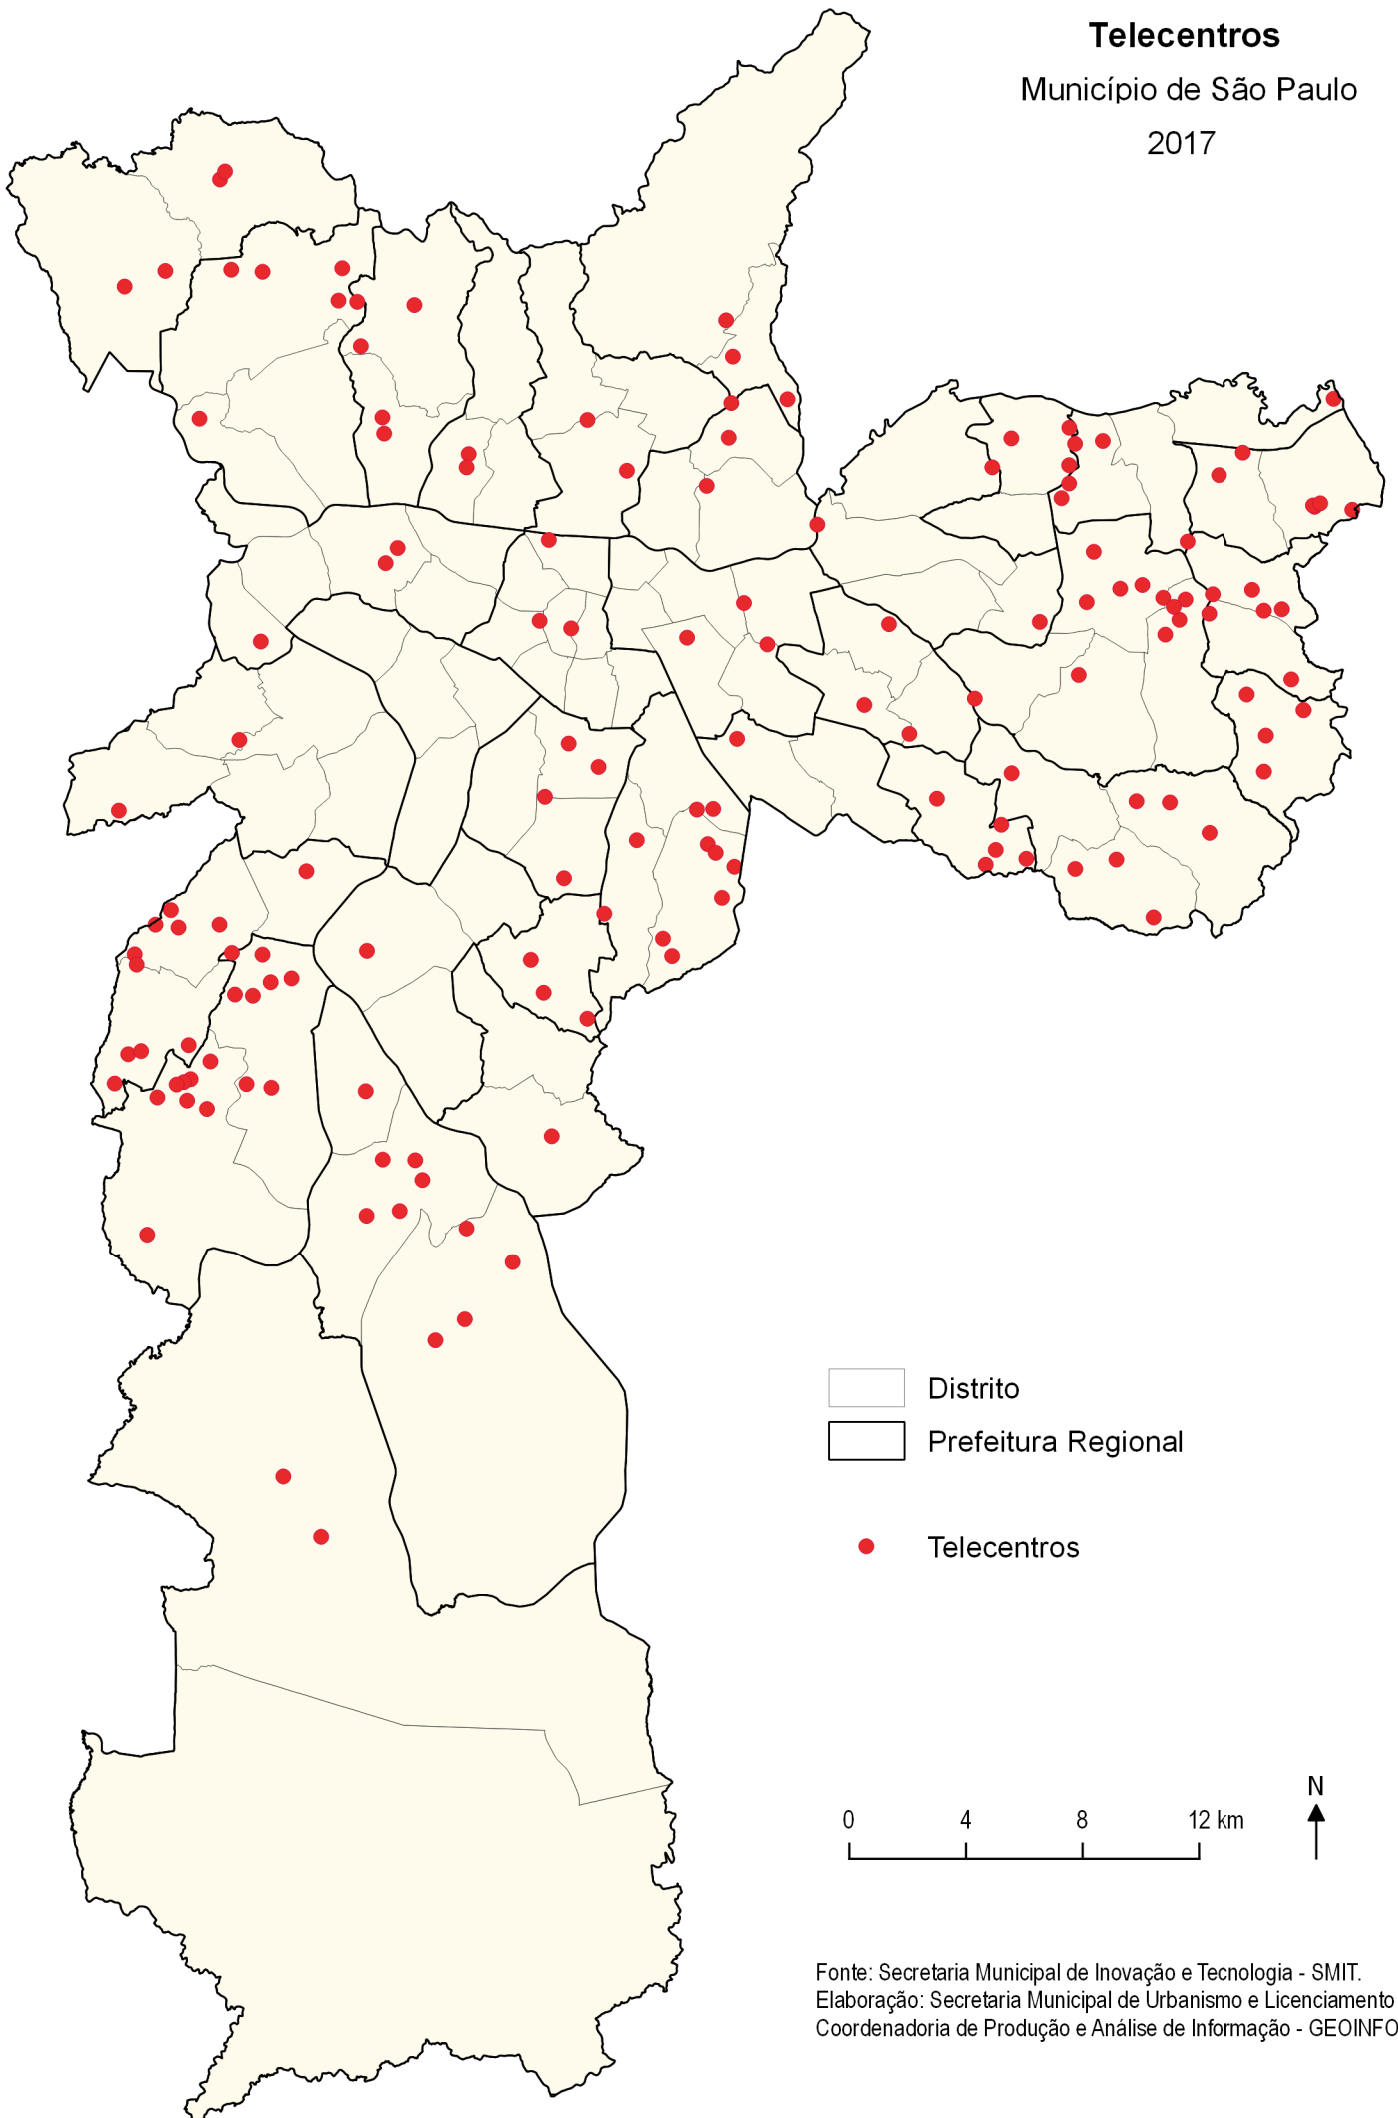 Telecentros
Município de São Paulo
2017
Distrito
Prefeitura Regional
Telecentros
N
0 4 8 12 km
Fonte: Secretaria Municipal de Inovação e Tecnologia - SMIT.
Elaboração: Secretaria Municipal de Urbanismo e Licenciamento
Coordenadoria de Produção e Análise de Informação - GEOINFO